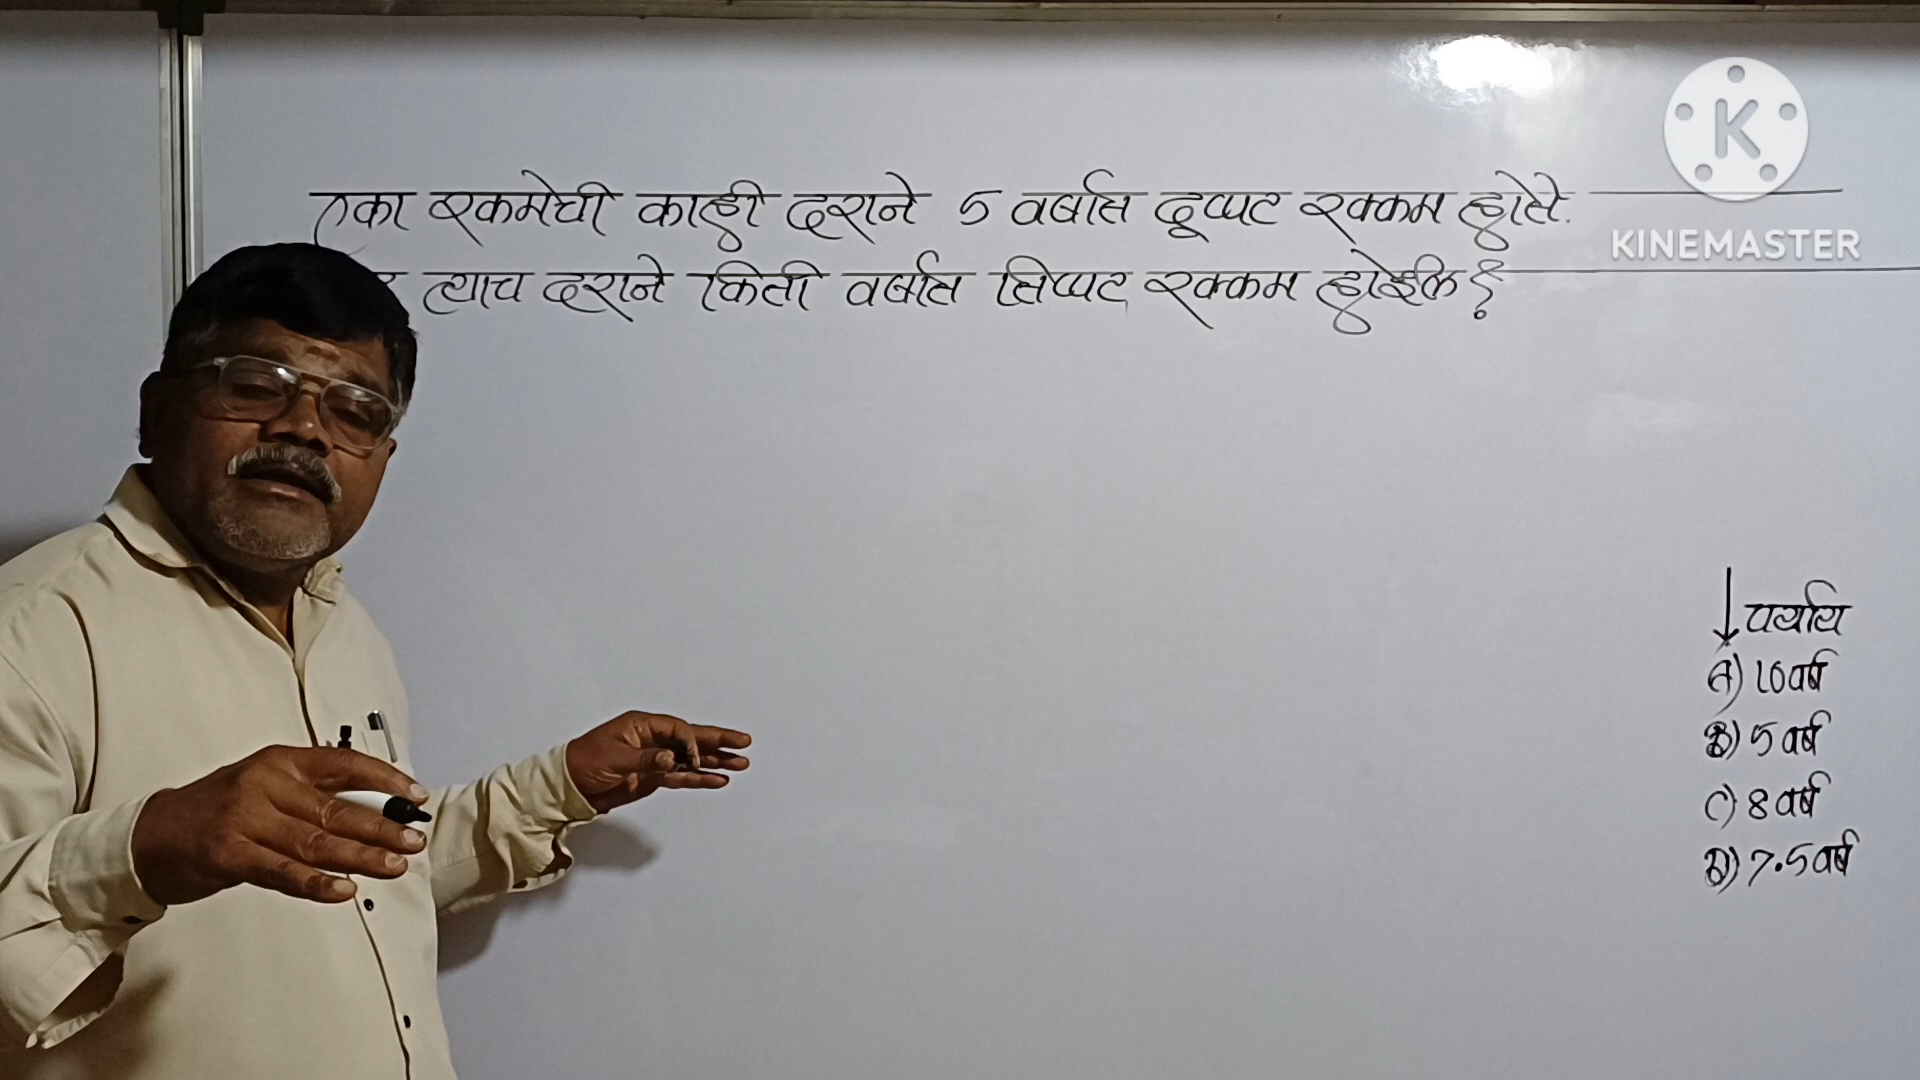 एका रकमेची काही दराने 5 वर्षात दुप्पट रक्कम होते.
त्याच दराने किती वर्षात तिप्पट रक्कम होईल?
KINEMASTER
पर्याय
A) 10 वर्ष
B) 5 वर्ष
C) 8 वर्ष
D) 7.5 वर्ष